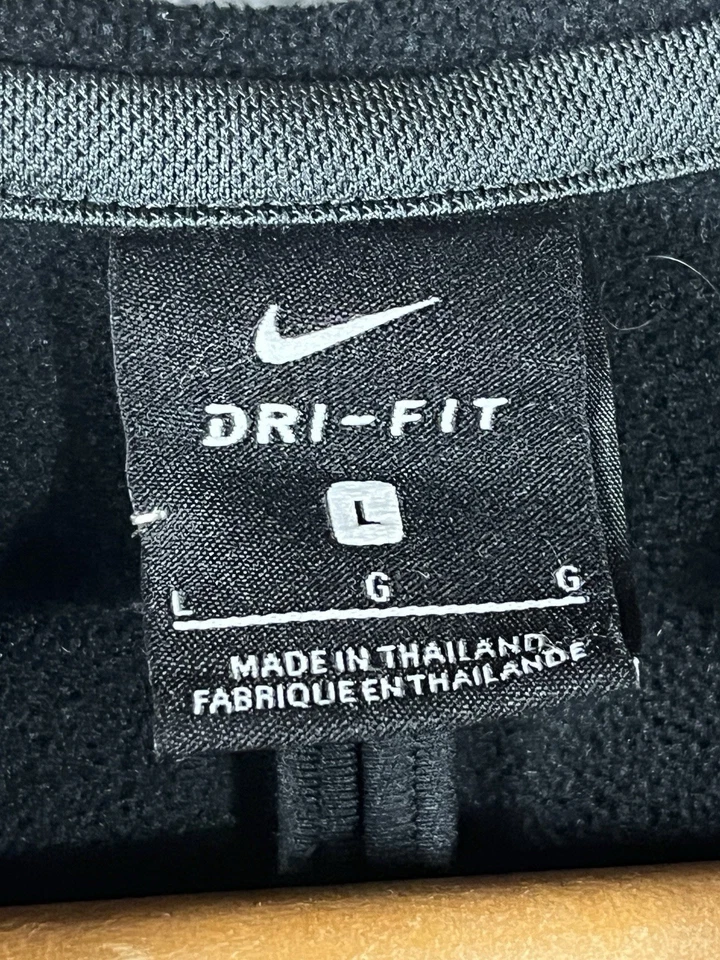 DRI-FIT
L
L G G
MADE IN THAILAND
FABRIQUE EN THAILANDE